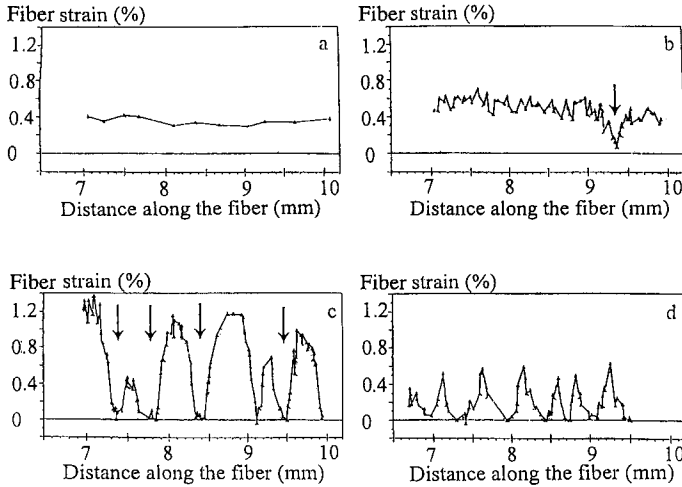 Fiber strain (%)
1.2
0.8
0.4
0
a
7 8 9 10
Distance along the fiber (mm)
Fiber strain (%)
1.2
0.8
0.4
0
b
7 8 9 10
Distance along the fiber (mm)
Fiber strain (%)
1.2
0.8
0.4
0
c
7 8 9 10
Distance along the fiber (mm)
Fiber strain (%)
1.2
0.8
0.4
0
d
7 8 9 10
Distance along the fiber (mm)